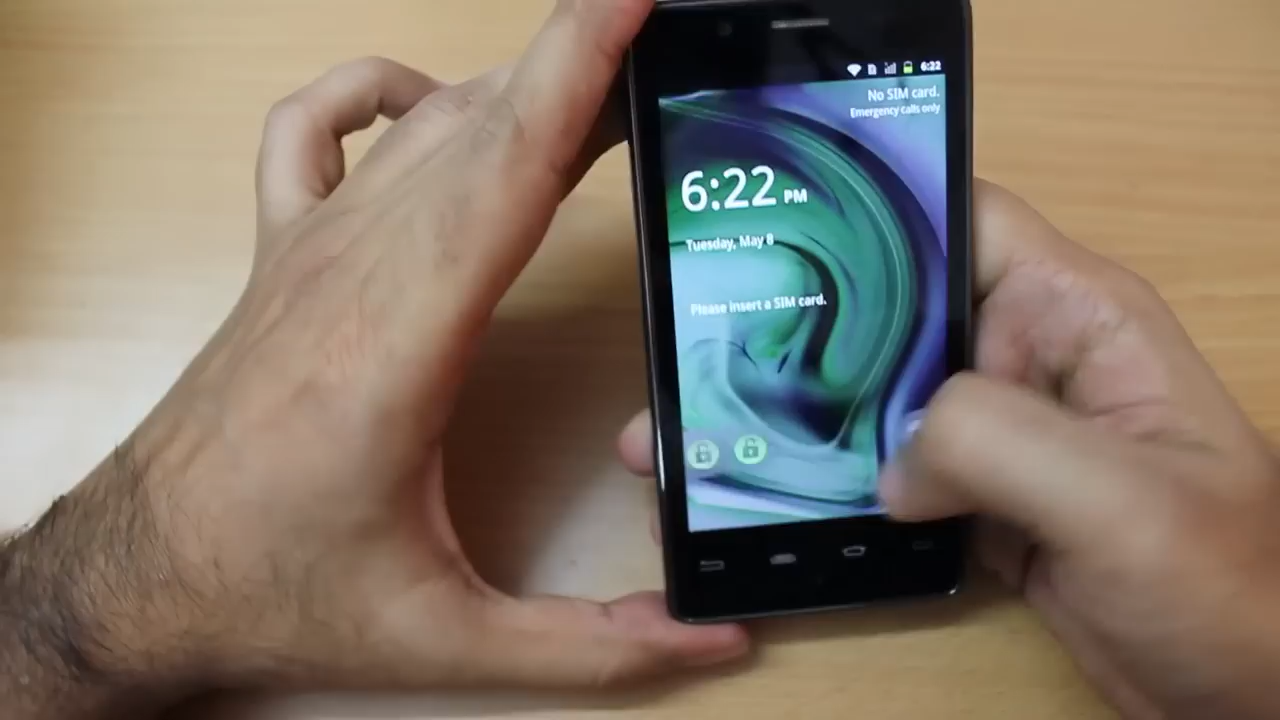 6:22
No SIM card.
Emergency calls only
6:22 PM
Tuesday, May 8
Please insert a SIM card.